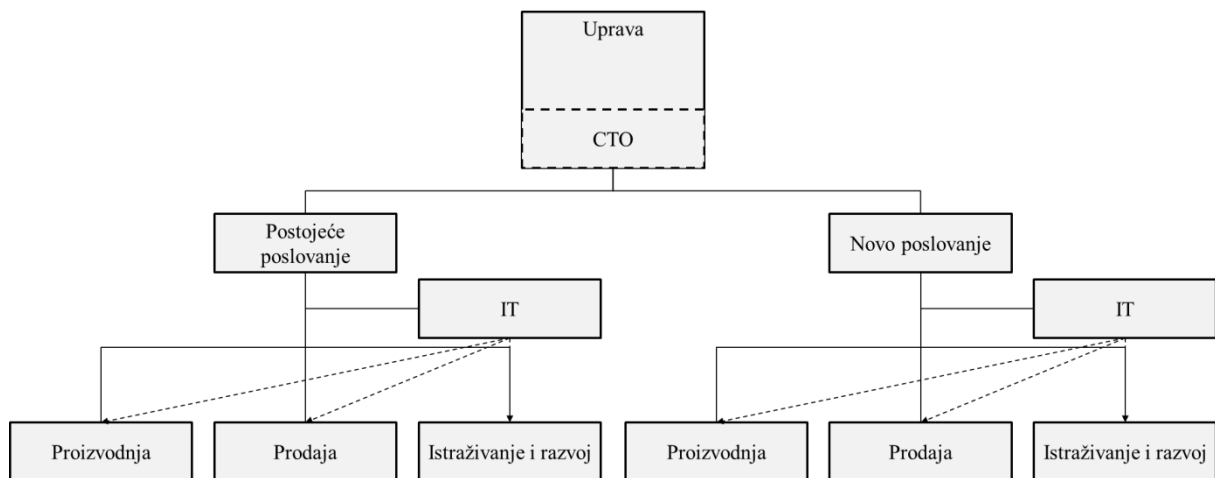 Uprava
CTO
Postojeće
poslovanje
Novo poslovanje
IT
IT
Proizvodnja
Prodaja
Istraživanje i razvoj
Proizvodnja
Prodaja
Istraživanje i razvoj